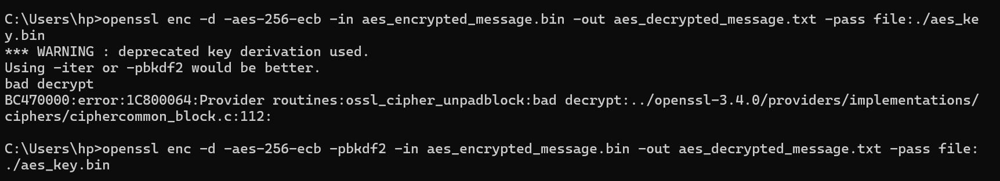 C:\Users\hp>openssl enc -d -aes-256-ecb -in aes_encrypted_message.bin -out aes_decrypted_message.txt -pass file:./aes_ke
y.bin
*** WARNING : deprecated key derivation used.
Using -iter or -pbkdf2 would be better.
bad decrypt
BC470000:error:1C800064:Provider routines:ossl_cipher_unpadblock:bad decrypt:../openssl-3.4.0/providers/implementations/
ciphers/ciphercommon_block.c:112:
C:\Users\hp>openssl enc -d -aes-256-ecb -pbkdf2 -in aes_encrypted_message.bin -out aes_decrypted_message.txt -pass file:
./aes_key.bin